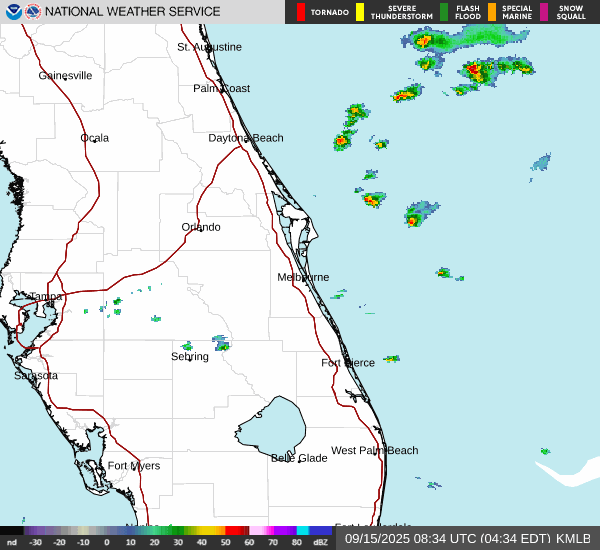 NATIONAL WEATHER SERVICE
TORNADO
SEVERE
THUNDERSTORM
FLASH
FLOOD
SPECIAL
MARINE
SNOW
SQUALL
St. Augustine
Gainesville
Palm Coast
Ocala
Daytona Beach
Orlando
Melbourne
Tampa
Sebring
Fort Pierce
Sarasota
West Palm Beach
Belle Glade
Fort Myers
nd -30 -20 -10 0 10 20 30 40 50 60 70 80 dBZ
09/15/2025 08:34 UTC (04:34 EDT) KMLB